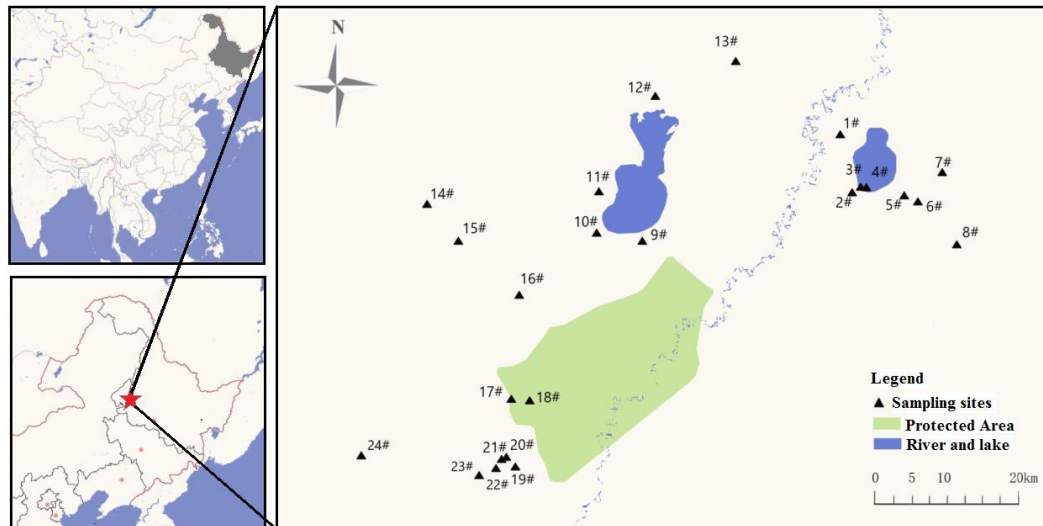 N
13#
12#
1#
3# 4# 7#
11#
14#
2# 5# 6#
10#
15# 9# 8#
16#
17# 18#
21# 20#
24#
23# 22# 19#
Legend
Sampling sites
Protected Area
River and lake
0 10 20km